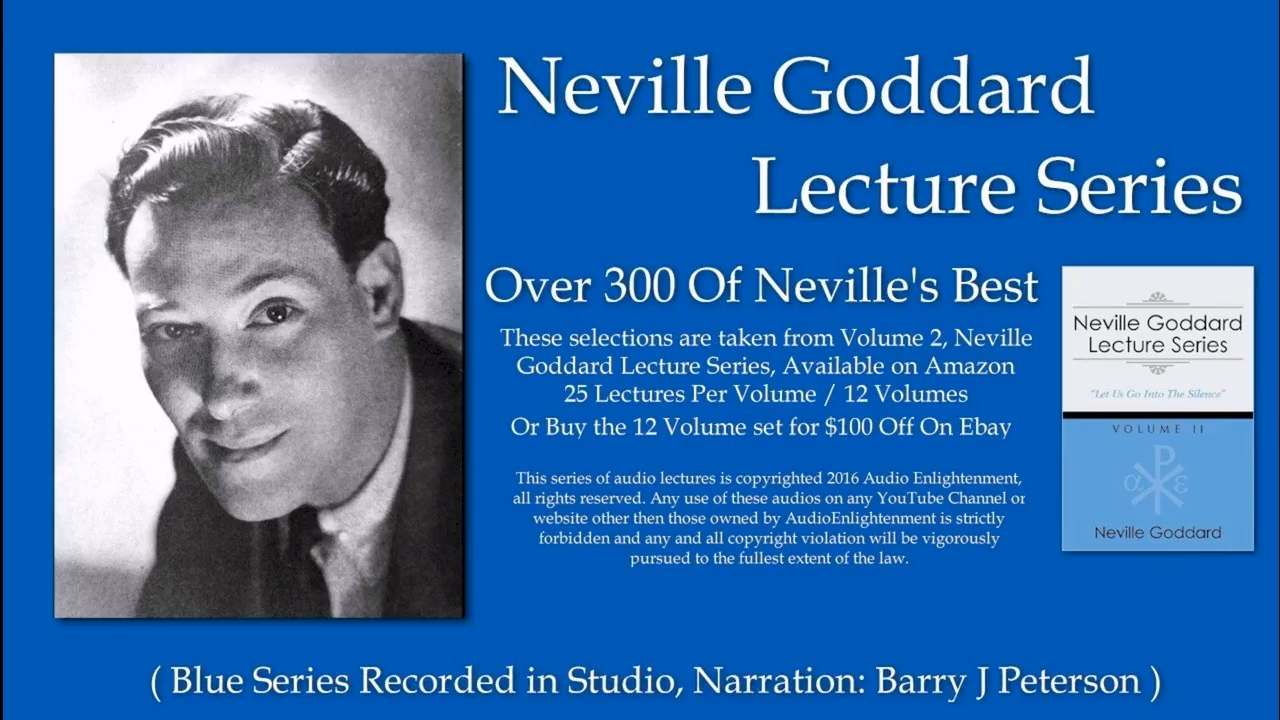 Neville Goddard
Lecture Series
Over 300 Of Neville's Best
These selections are taken from Volume 2, Neville
Goddard Lecture Series, Available on Amazon
25 Lectures Per Volume / 12 Volumes
Or Buy the 12 Volume set for $100 Off On Ebay
This series of audio lectures is copyrighted 2016 Audio Enlightenment,
all rights reserved. Any use of these audios on any YouTube Channel or
website other then those owned by AudioEnlightenment is strictly
forbidden and any and all copyright violation will be vigorously
pursued to the fullest extent of the law.
Neville Goddard
Lecture Series
"Let Us Go Into The Silence"
VOLUME II
α ε
Neville Goddard
( Blue Series Recorded in Studio, Narration: Barry J Peterson )